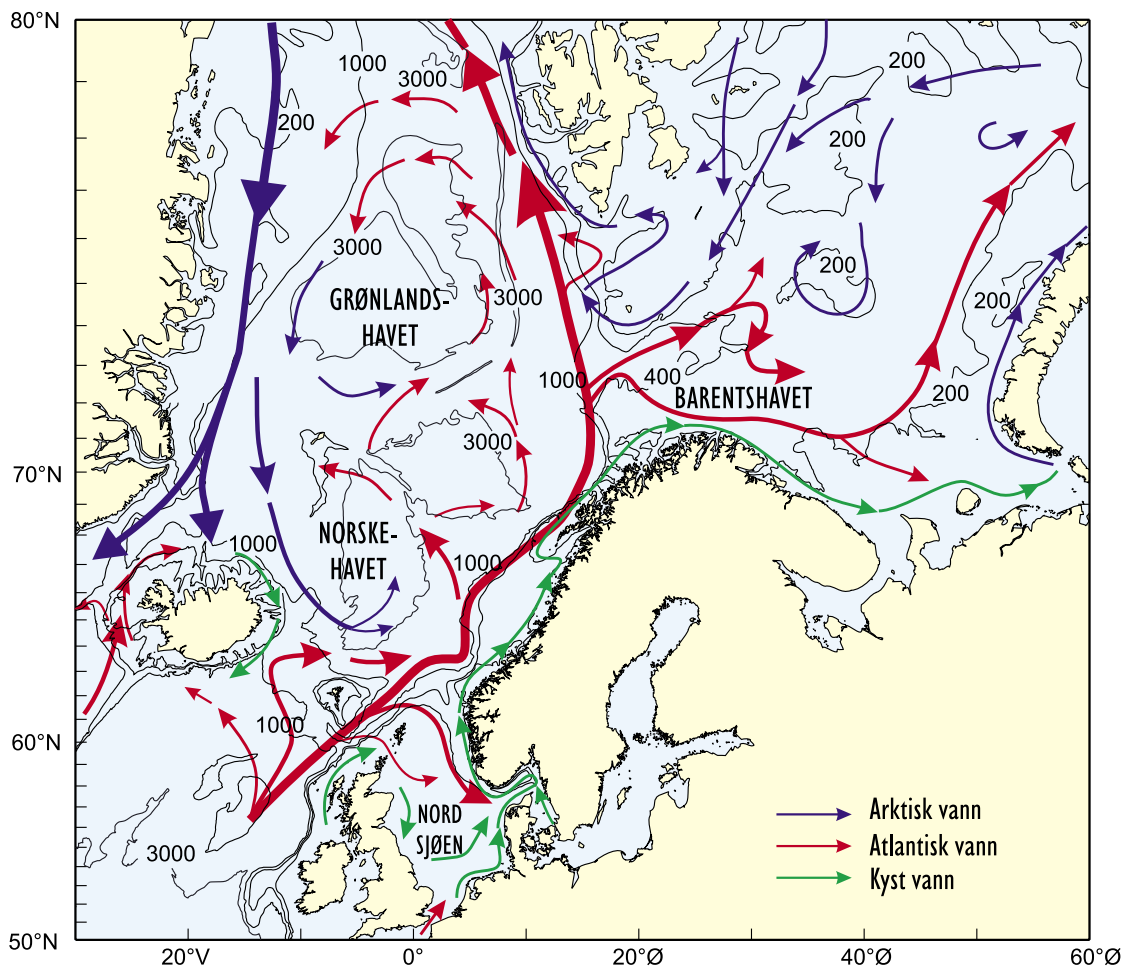 80°N
1000
3000
200
200
200
200
3000
GRØNLANDS-
HAVET
3000
200
200
1000
400
BARENTSHAVET
200
3000
70°N
NORSKE-
HAVET
1000
1000
1000
60°N
NORD
SJØEN
3000
Arktisk vann
Atlantisk vann
Kyst vann
50°N
20°V
0°
20°Ø
40°Ø
60°Ø